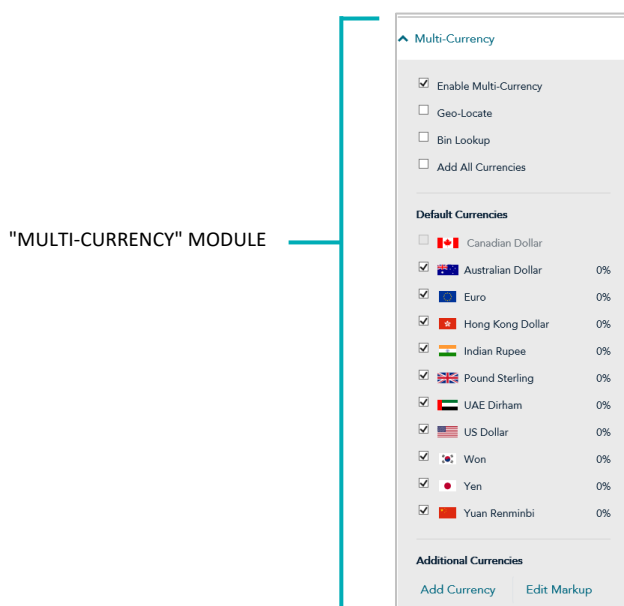 Multi-Currency
Enable Multi-Currency
Geo-Locate
Bin Lookup
Add All Currencies
"MULTI-CURRENCY" MODULE
Default Currencies
Canadian Dollar
Australian Dollar 0%
Euro 0%
Hong Kong Dollar 0%
Indian Rupee 0%
Pound Sterling 0%
UAE Dirham 0%
US Dollar 0%
Won 0%
Yen 0%
Yuan Renminbi 0%
Additional Currencies
Add Currency Edit Markup